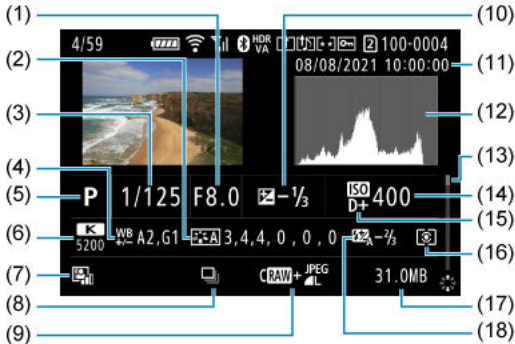 (1) (10)
4/59 HDR VA 2 100-0004
(2) 08/08/2021 10:00:00 (11)
(3) (12)
(4) (13)
(5) P 1/125 F8.0 -⅓ ISO D+ 400 (14)
(15)
(6) K 5200 WB +/- A2,G1 A 3,4,4,0,0,0 A -⅔ (16)
(7) CRAW + JPEG L 31.0MB
(8) (17)
(9) (18)